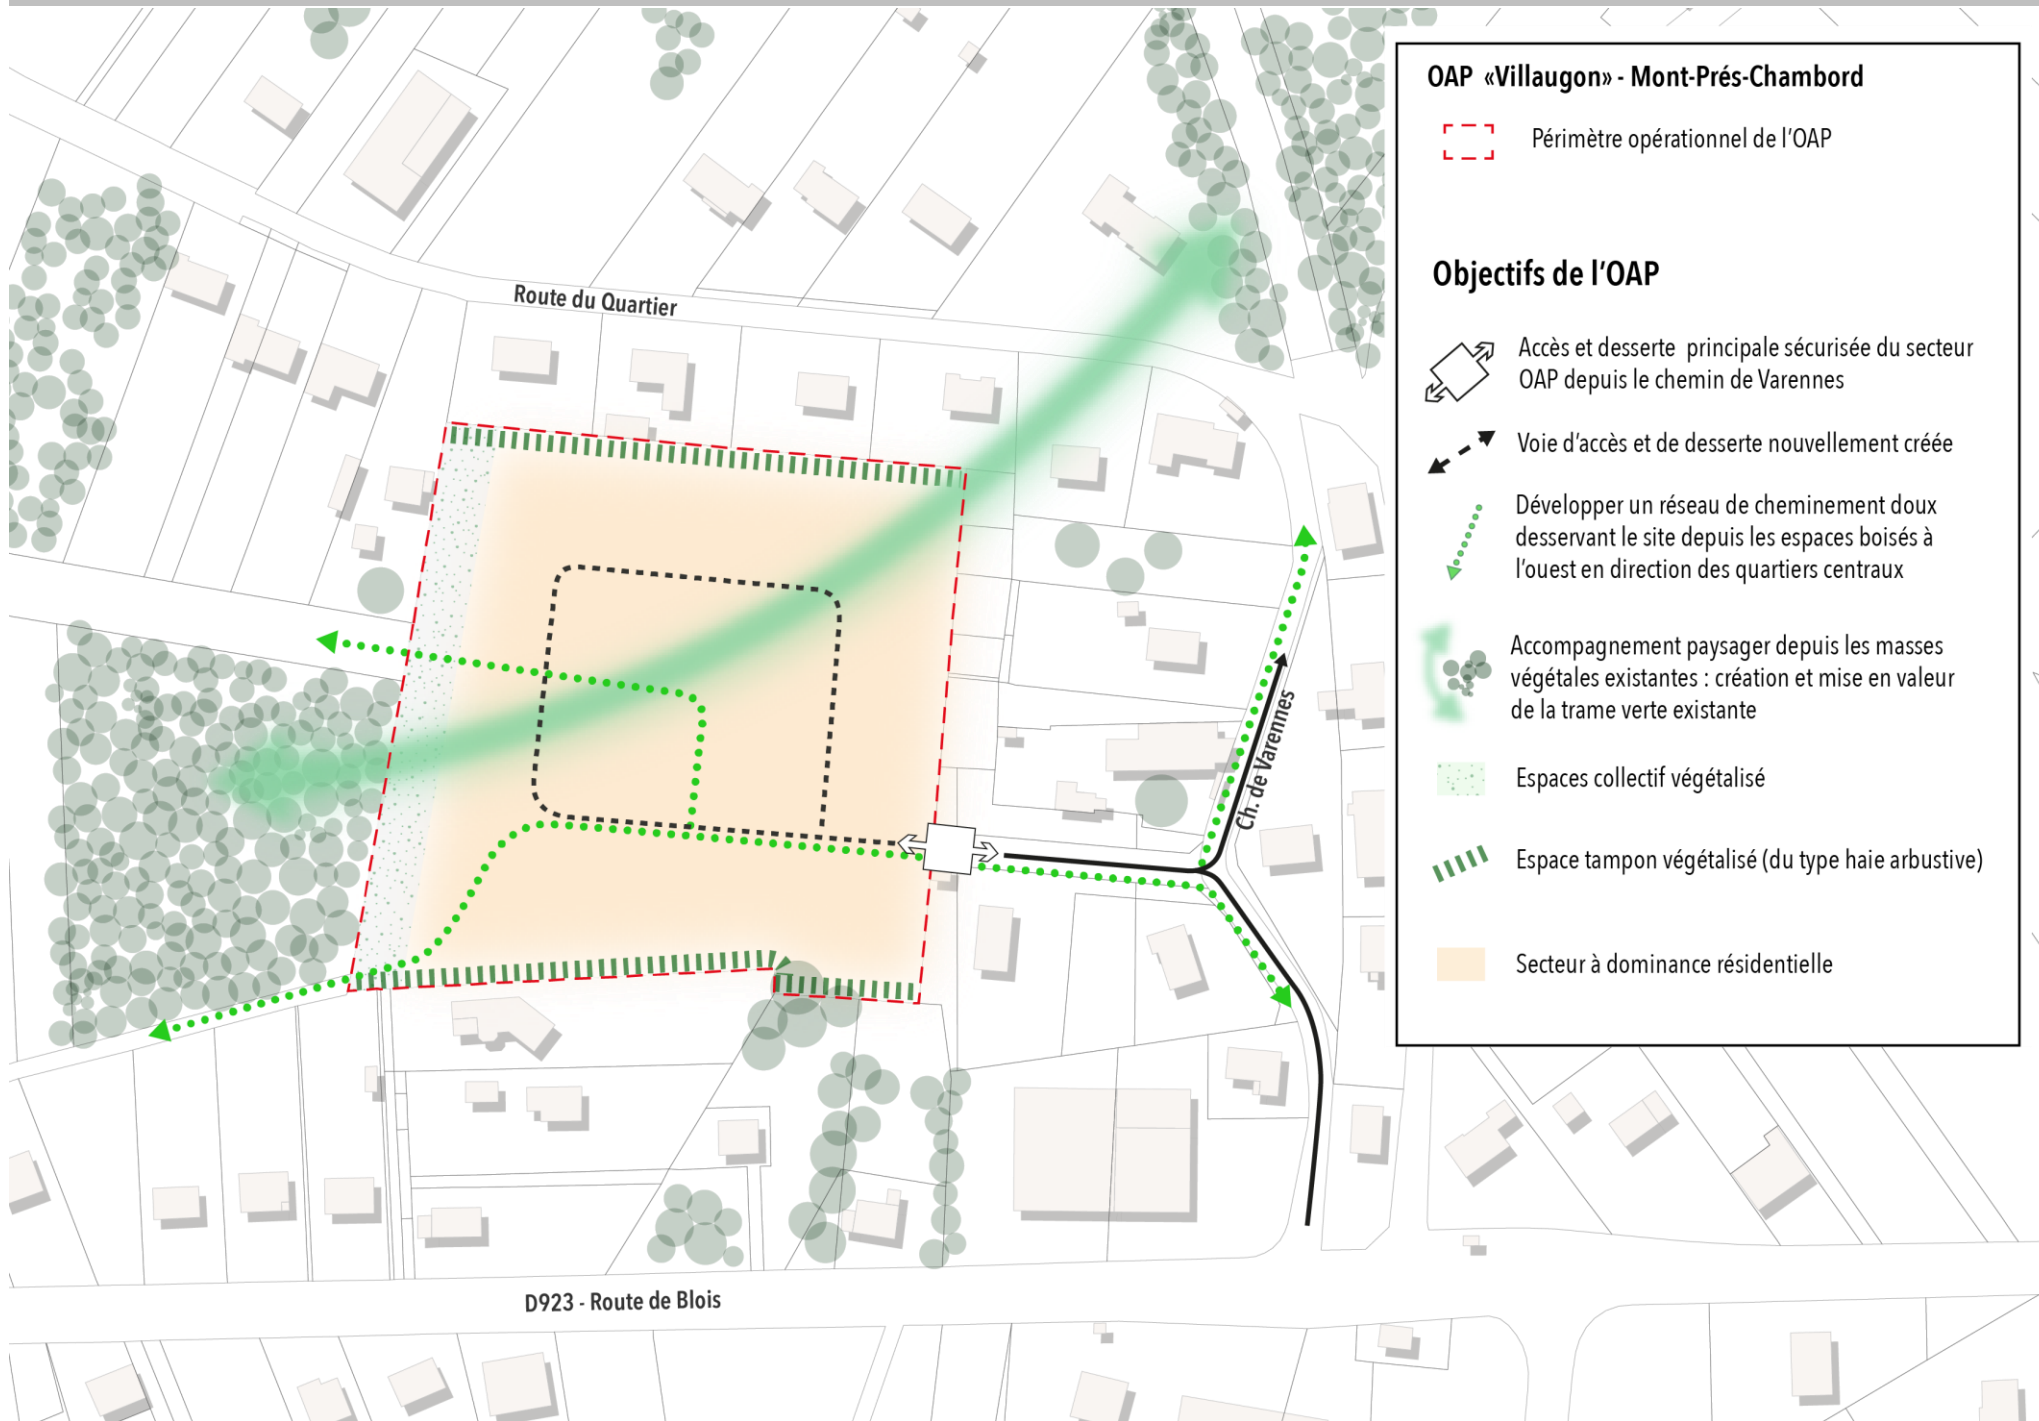 OAP «Villaugon» - Mont-Prés-Chambord
Périmètre opérationnel de l'OAP
Objectifs de l'OAP
Accès et desserte principale sécurisée du secteur
OAP depuis le chemin de Varennes
Voie d'accès et de desserte nouvellement créée
Développer un réseau de cheminement doux
desservant le site depuis les espaces boisés à
l'ouest en direction des quartiers centraux
Accompagnement paysager depuis les masses
végétales existantes : création et mise en valeur
de la trame verte existante
Espaces collectif végétalisé
Espace tampon végétalisé (du type haie arbustive)
Secteur à dominance résidentielle
Route du Quartier
Ch. de Varennes
D923 - Route de Blois